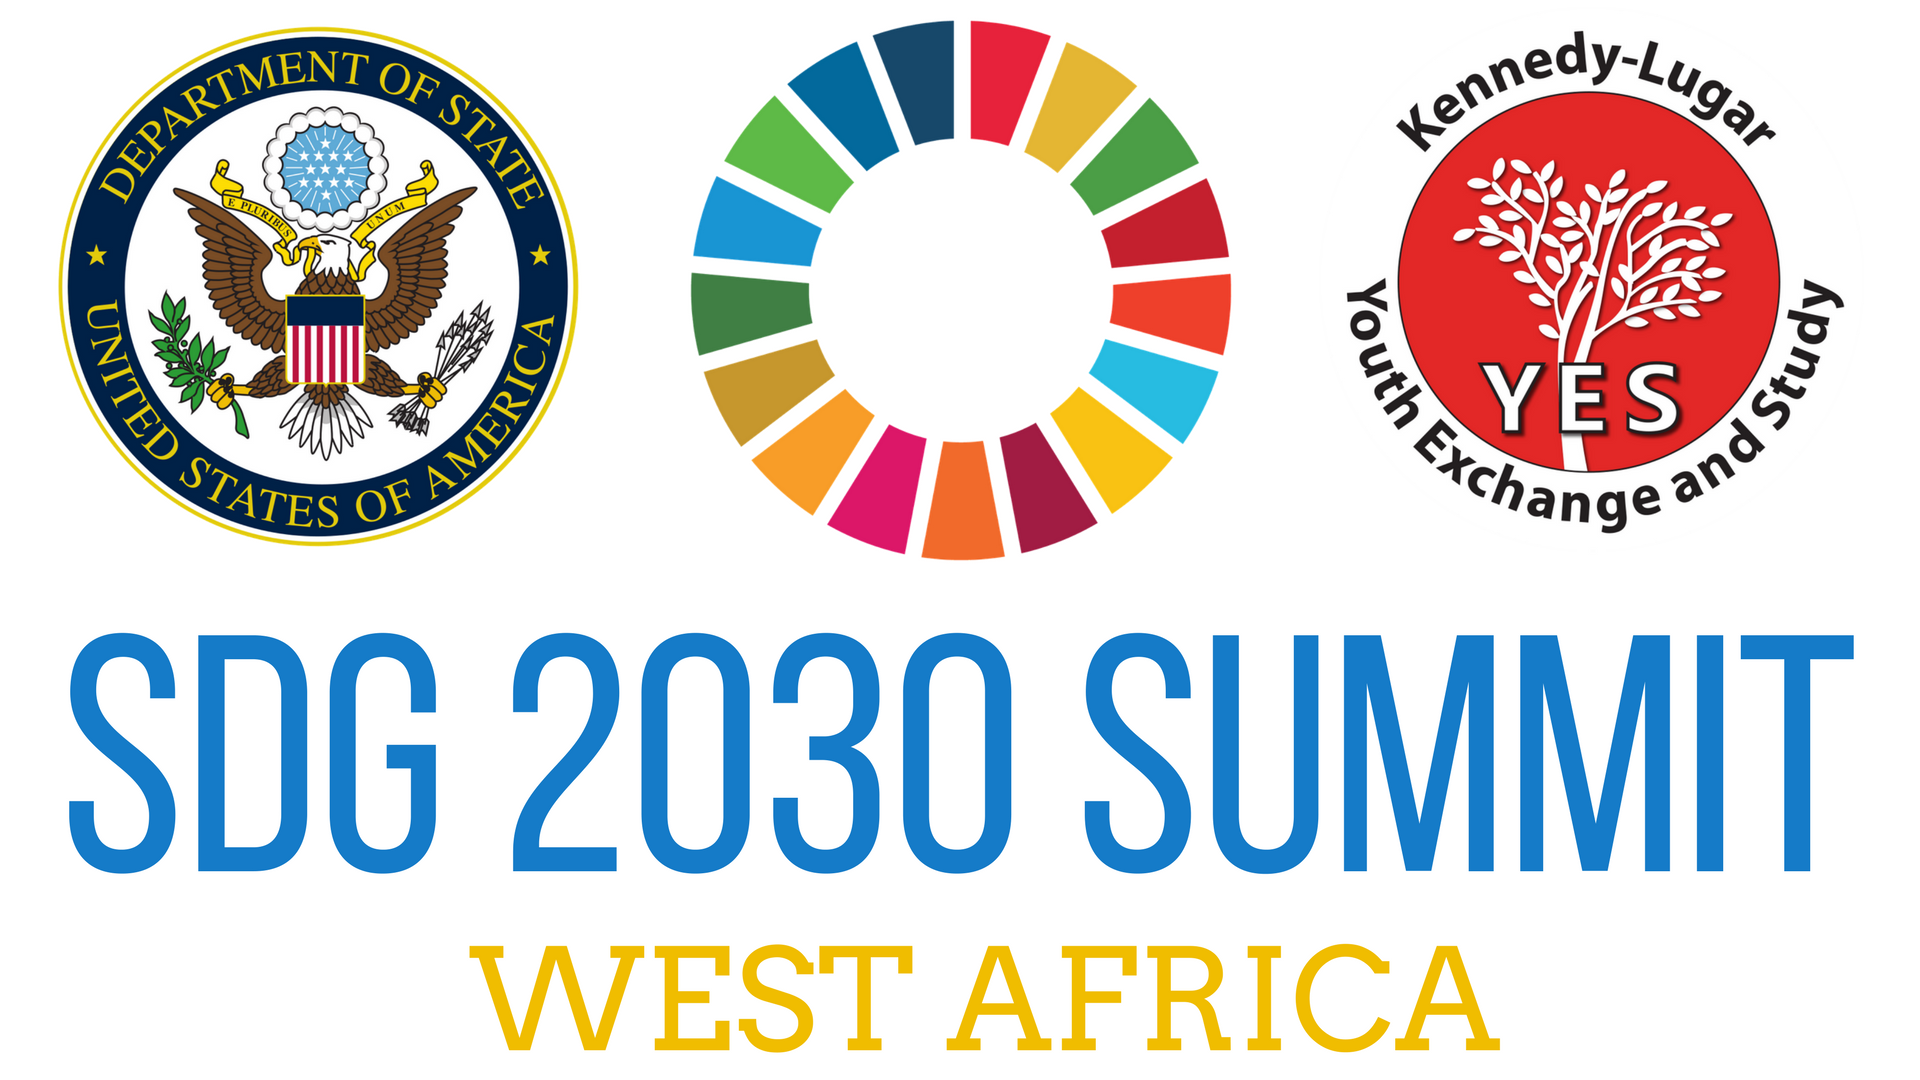 DEPARTMENT OF STATE
UNITED STATES OF AMERICA
E PLURIBUS UNUM
Kennedy-Lugar
YES
Youth Exchange and Study
SDG 2030 SUMMIT
WEST AFRICA